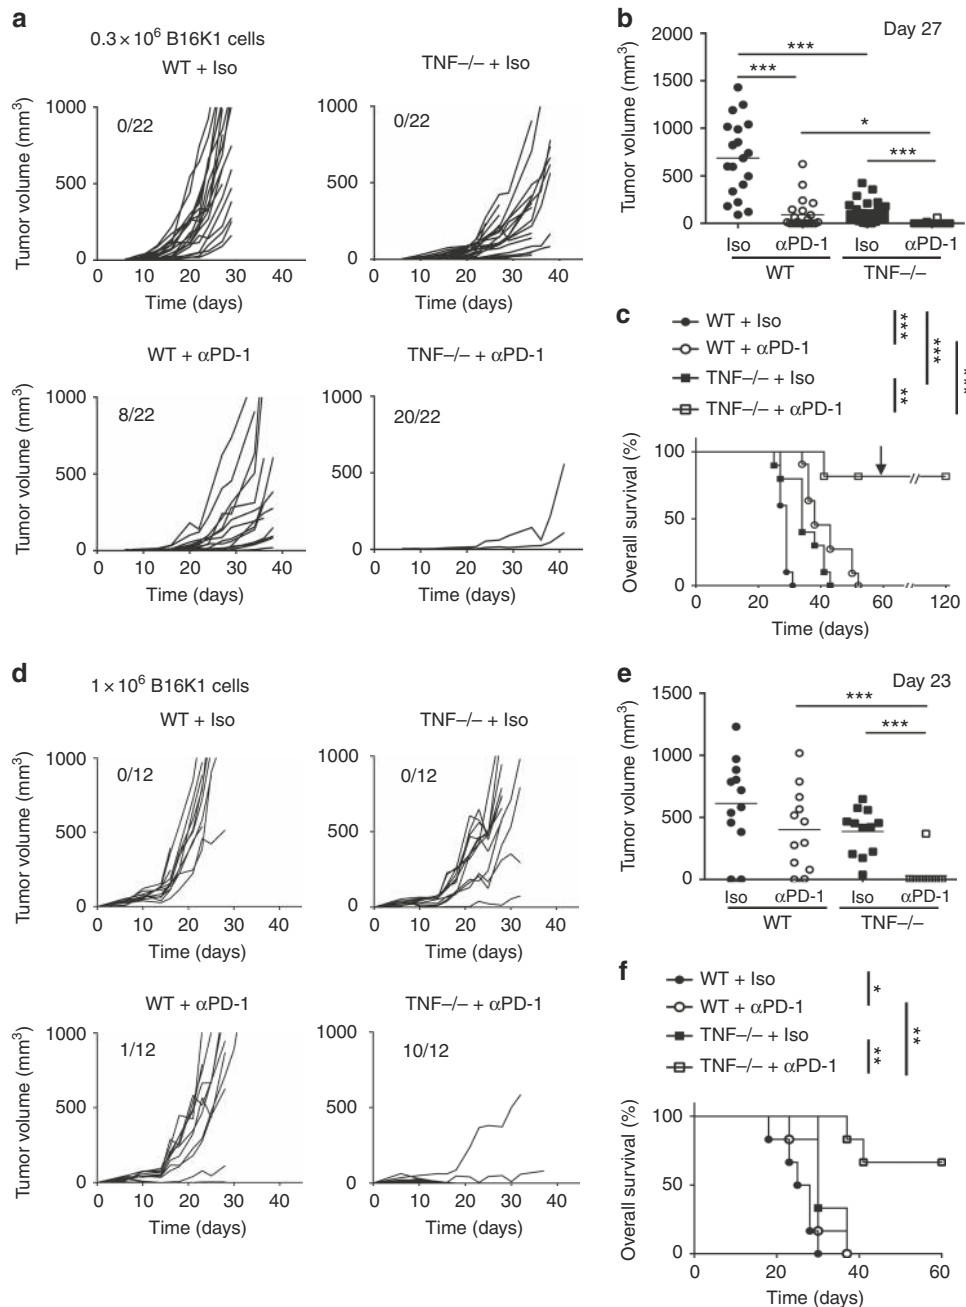 a
0.3×10⁶ B16K1 cells
WT + Iso
TNF−/− + Iso
Tumor volume (mm³)
1000
500
0
0/22
0 10 20 30 40
Time (days)
1000
500
0
0/22
0 10 20 30 40
Time (days)
WT + αPD-1
TNF−/− + αPD-1
Tumor volume (mm³)
1000
500
0
8/22
0 10 20 30 40
Time (days)
1000
500
0
20/22
0 10 20 30 40
Time (days)
b
Day 27
Tumor volume (mm³)
2000
1500
1000
500
0
***
***
*
***
Iso αPD-1 Iso αPD-1
WT TNF−/−
c
WT + Iso
WT + αPD-1
TNF−/− + Iso
TNF−/− + αPD-1
***
***
**
Overall survival (%)
100
50
0
0 20 40 60 120
Time (days)
d
1×10⁶ B16K1 cells
WT + Iso
TNF−/− + Iso
Tumor volume (mm³)
1000
500
0
0/12
0 10 20 30 40
Time (days)
1000
500
0
0/12
0 10 20 30 40
Time (days)
WT + αPD-1
TNF−/− + αPD-1
Tumor volume (mm³)
1000
500
0
1/12
0 10 20 30 40
Time (days)
1000
500
0
10/12
0 10 20 30 40
Time (days)
e
Day 23
Tumor volume (mm³)
1500
1000
500
0
***
***
Iso αPD-1 Iso αPD-1
WT TNF−/−
f
WT + Iso
WT + αPD-1
TNF−/− + Iso
TNF−/− + αPD-1
*
**
**
Overall survival (%)
100
50
0
0 20 40 60
Time (days)